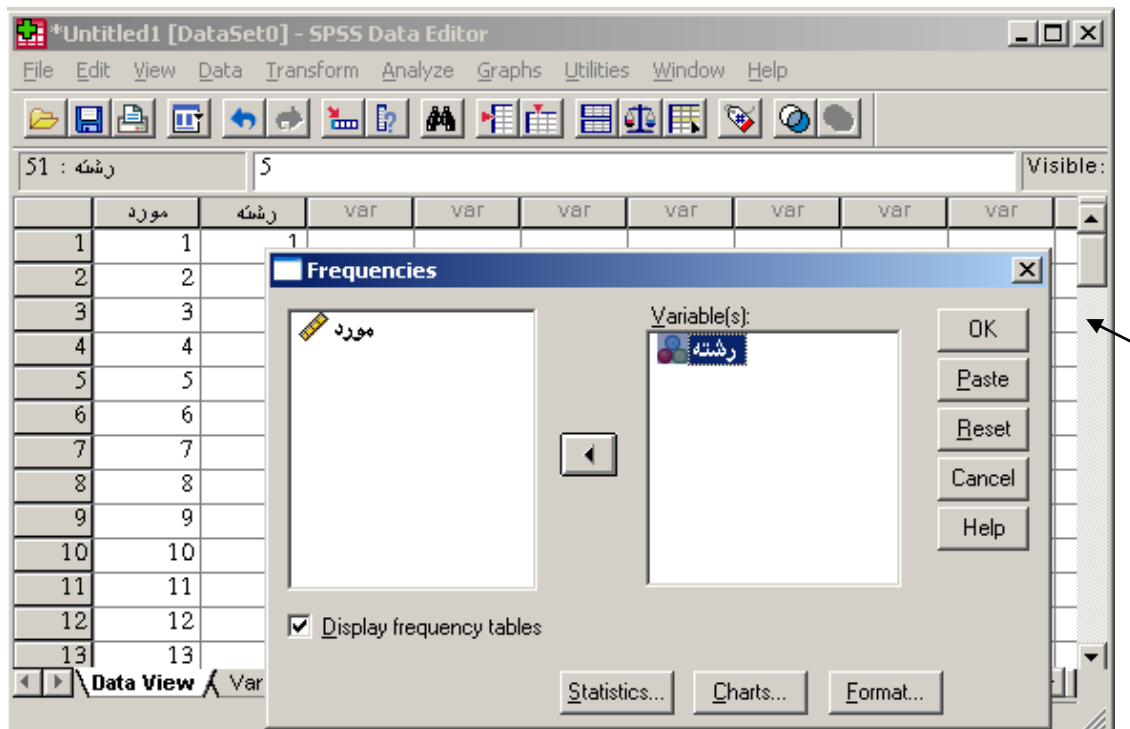 *Untitled1 [DataSet0] - SPSS Data Editor
File Edit View Data Transform Analyze Graphs Utilities Window Help
51 : رشته 5 Visible:
مورد رشته var var var var var var var
1 1 1
2 2
3 3
4 4
5 5
6 6
7 7
8 8
9 9
10 10
11 11
12 12
13 13
Data View Var
Frequencies
Variable(s):
مورد
رشته
OK
Paste
Reset
Cancel
Help
Display frequency tables
Statistics... Charts... Format...